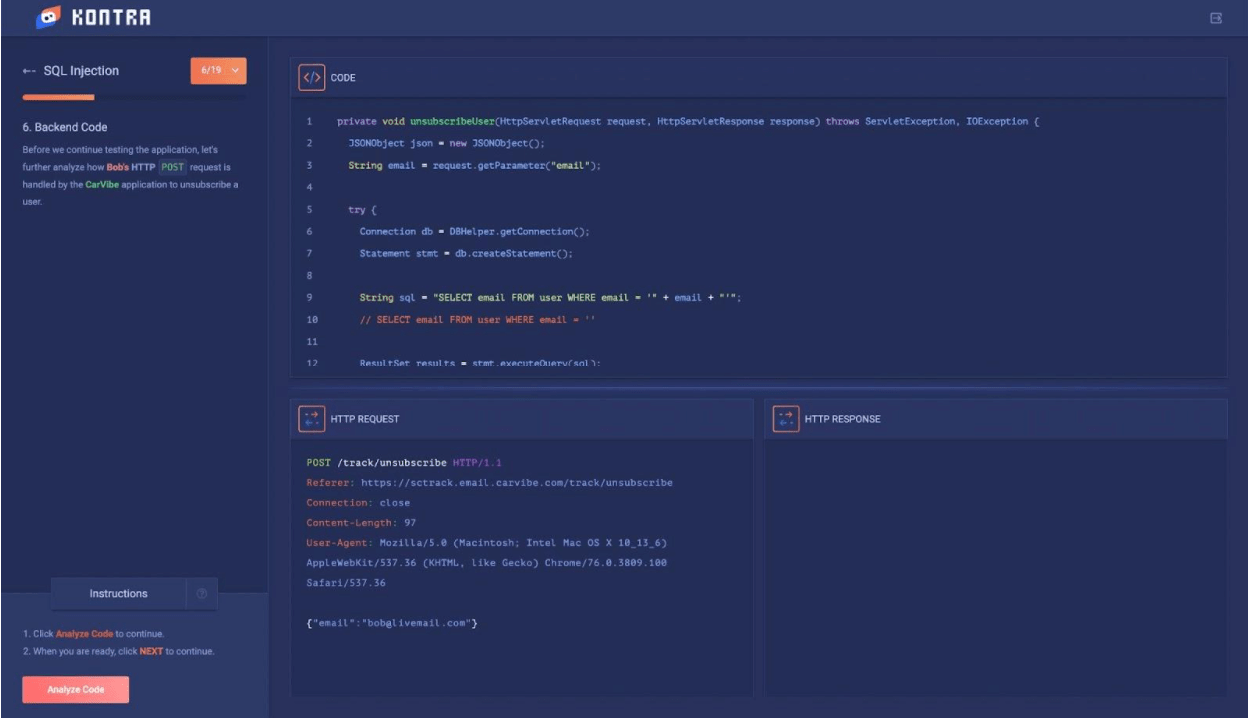 KONTRA
←-- SQL Injection
6/19
6. Backend Code
Before we continue testing the application, let's
further analyze how Bob's HTTP POST request is
handled by the CarVibe application to unsubscribe a
user.
Instructions
1. Click Analyze Code to continue.
2. When you are ready, click NEXT to continue.
Analyze Code
</> CODE
1 private void unsubscribeUser(HttpServletRequest request, HttpServletResponse response) throws ServletException, IOException {
2 JSONObject json = new JSONObject();
3 String email = request.getParameter("email");
4
5 try {
6 Connection db = DBHelper.getConnection();
7 Statement stmt = db.createStatement();
8
9 String sql = "SELECT email FROM user WHERE email = '" + email + "'";
10 // SELECT email FROM user WHERE email = ''
11
12 ResultSet results = stmt.executeQuery(sql);
HTTP REQUEST
POST /track/unsubscribe HTTP/1.1
Referer: https://sctrack.email.carvibe.com/track/unsubscribe
Connection: close
Content-Length: 97
User-Agent: Mozilla/5.0 (Macintosh; Intel Mac OS X 10_13_6)
AppleWebKit/537.36 (KHTML, like Gecko) Chrome/76.0.3809.100
Safari/537.36
{"email":"bob@livemail.com"}
HTTP RESPONSE